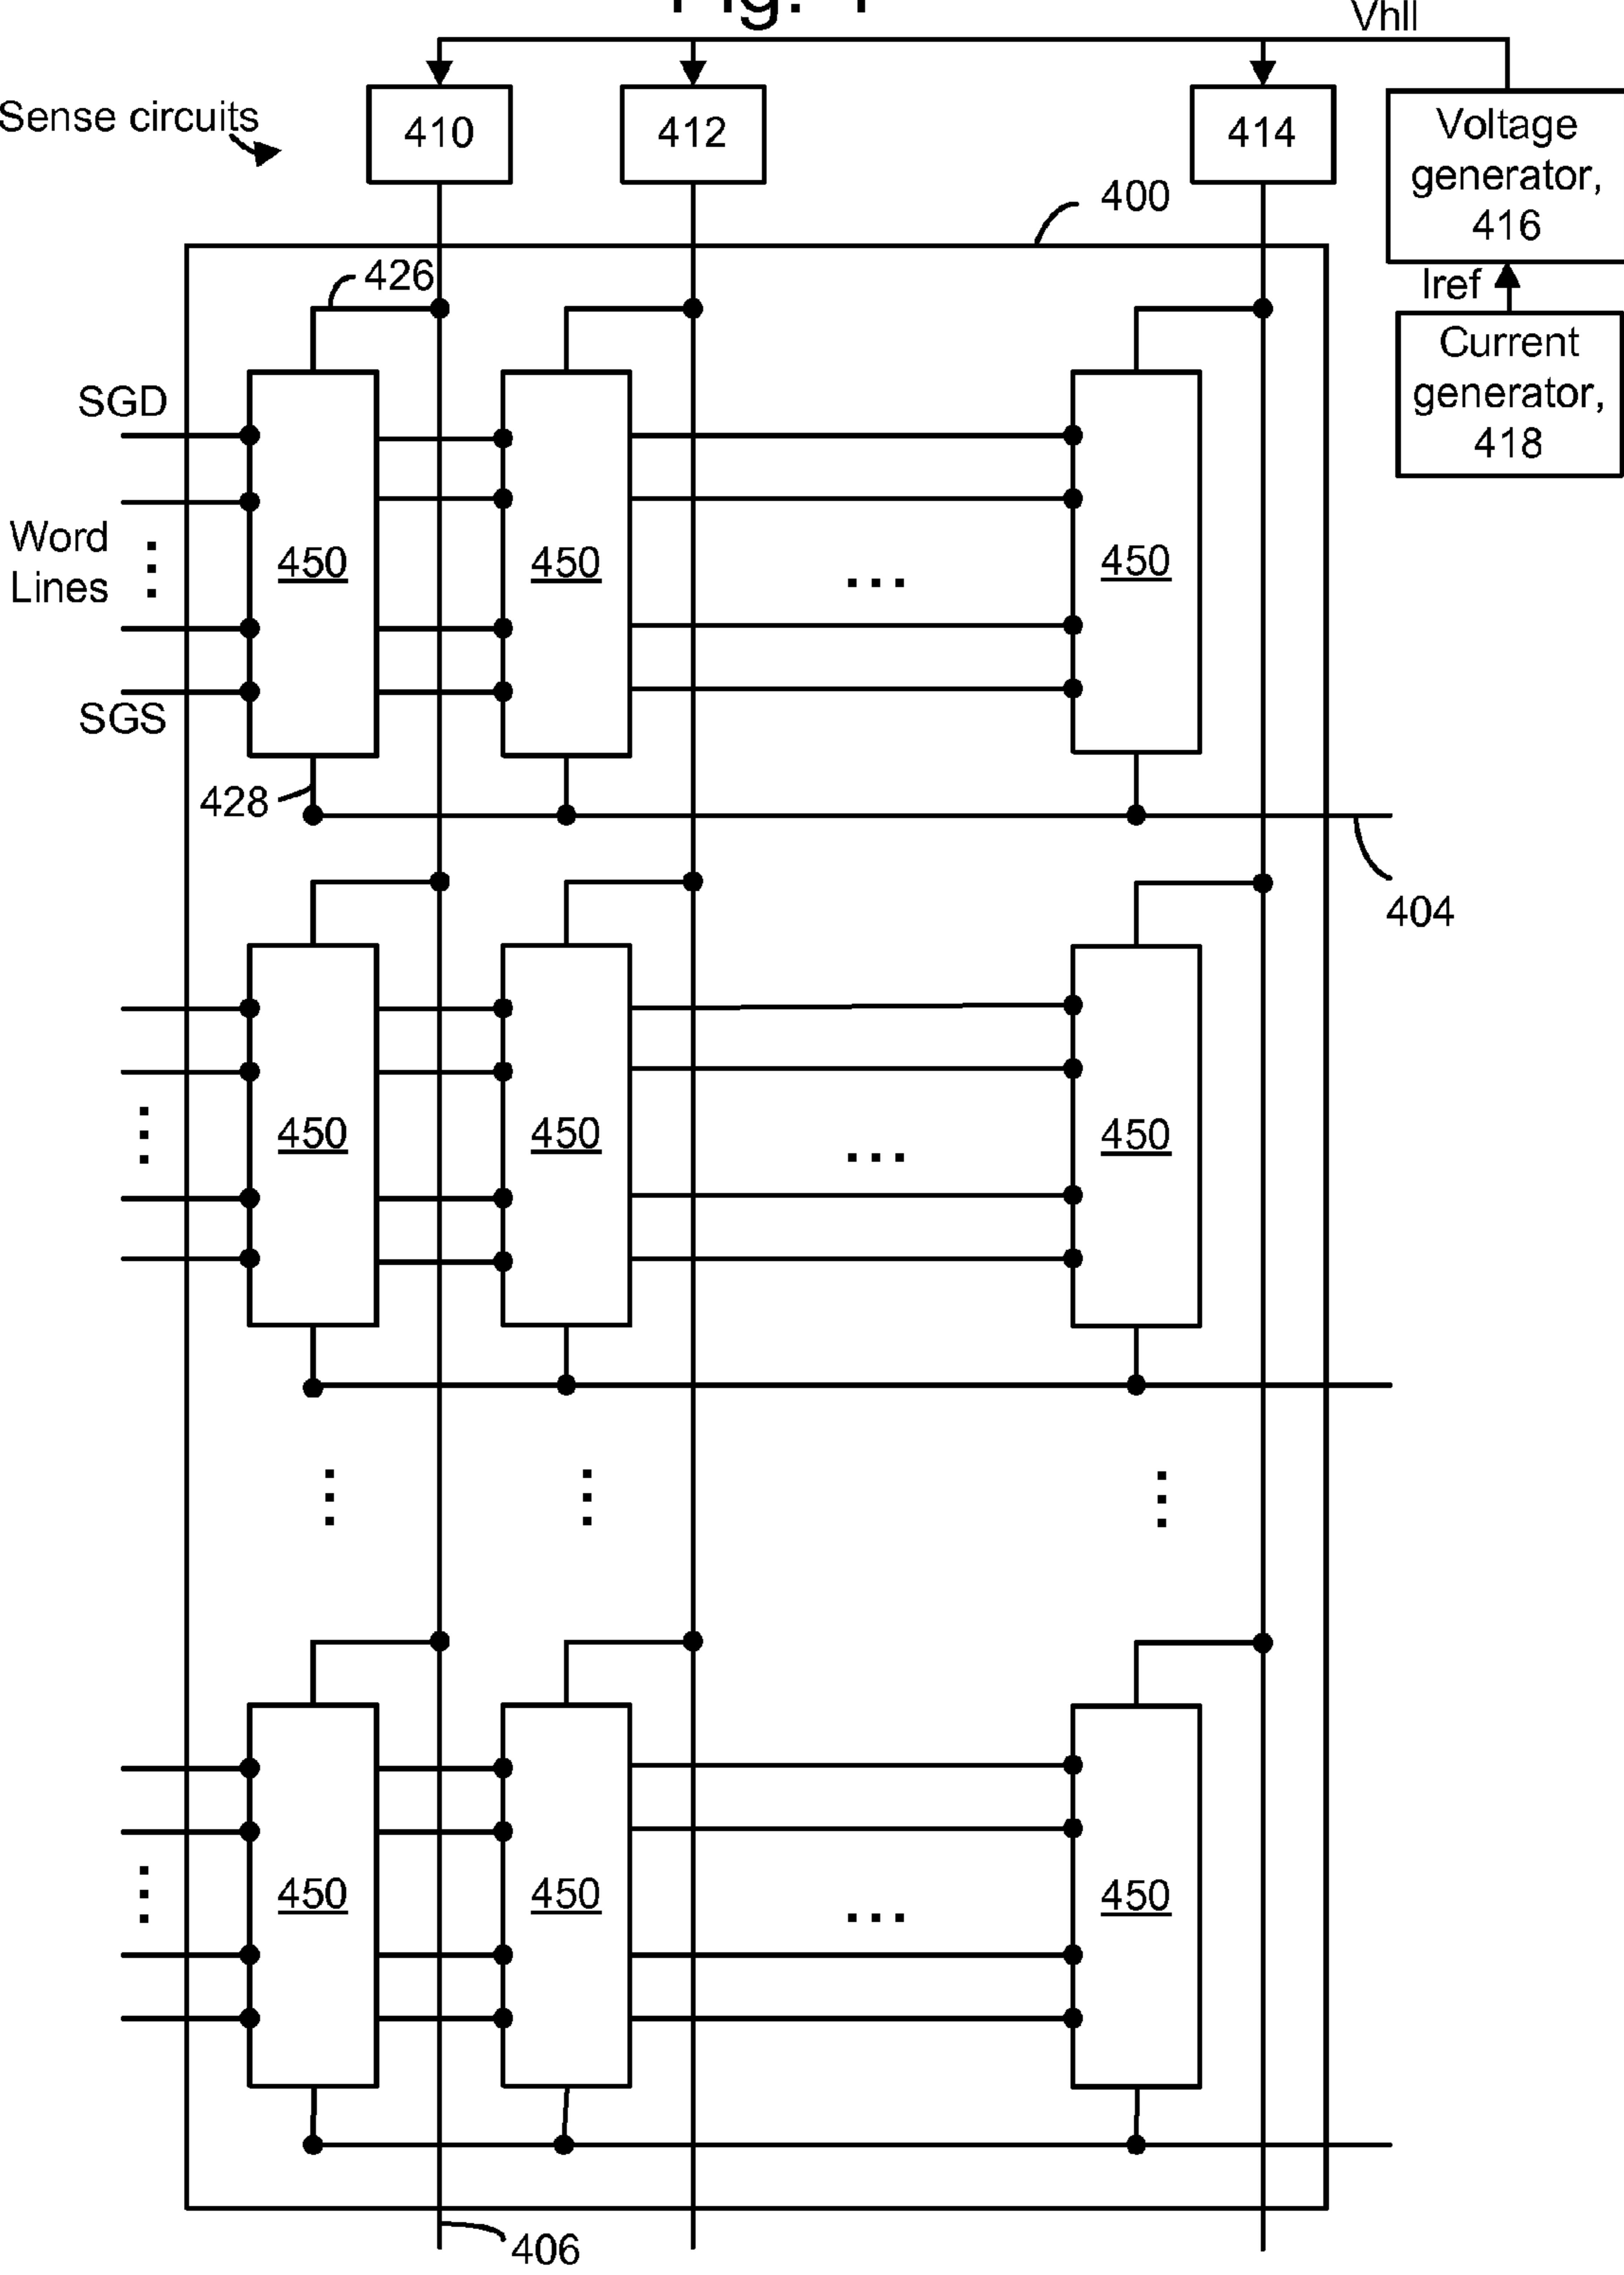 Vhll
Sense circuits
410
412
414
Voltage
generator,
416
400
426
Iref
Current
generator,
418
SGD
Word
Lines
450
450
450
...
SGS
428
404
450
450
450
...
450
450
450
...
406